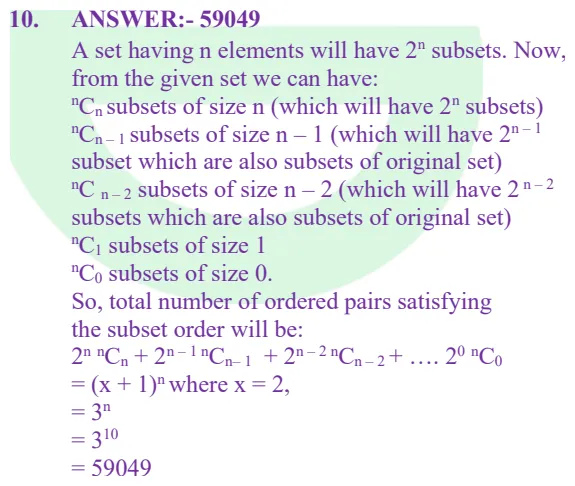 10. ANSWER:- 59049
A set having n elements will have 2ⁿ subsets. Now,
from the given set we can have:
ⁿCₙ subsets of size n (which will have 2ⁿ subsets)
ⁿCₙ₋₁ subsets of size n – 1 (which will have 2ⁿ⁻¹
subset which are also subsets of original set)
ⁿC ₙ₋₂ subsets of size n – 2 (which will have 2 ⁿ⁻²
subsets which are also subsets of original set)
ⁿC₁ subsets of size 1
ⁿC₀ subsets of size 0.
So, total number of ordered pairs satisfying
the subset order will be:
2ⁿ ⁿCₙ + 2ⁿ⁻¹ ⁿCₙ₋₁ + 2ⁿ⁻² ⁿCₙ₋₂ + …. 2⁰ ⁿC₀
= (x + 1)ⁿ where x = 2,
= 3ⁿ
= 3¹⁰
= 59049